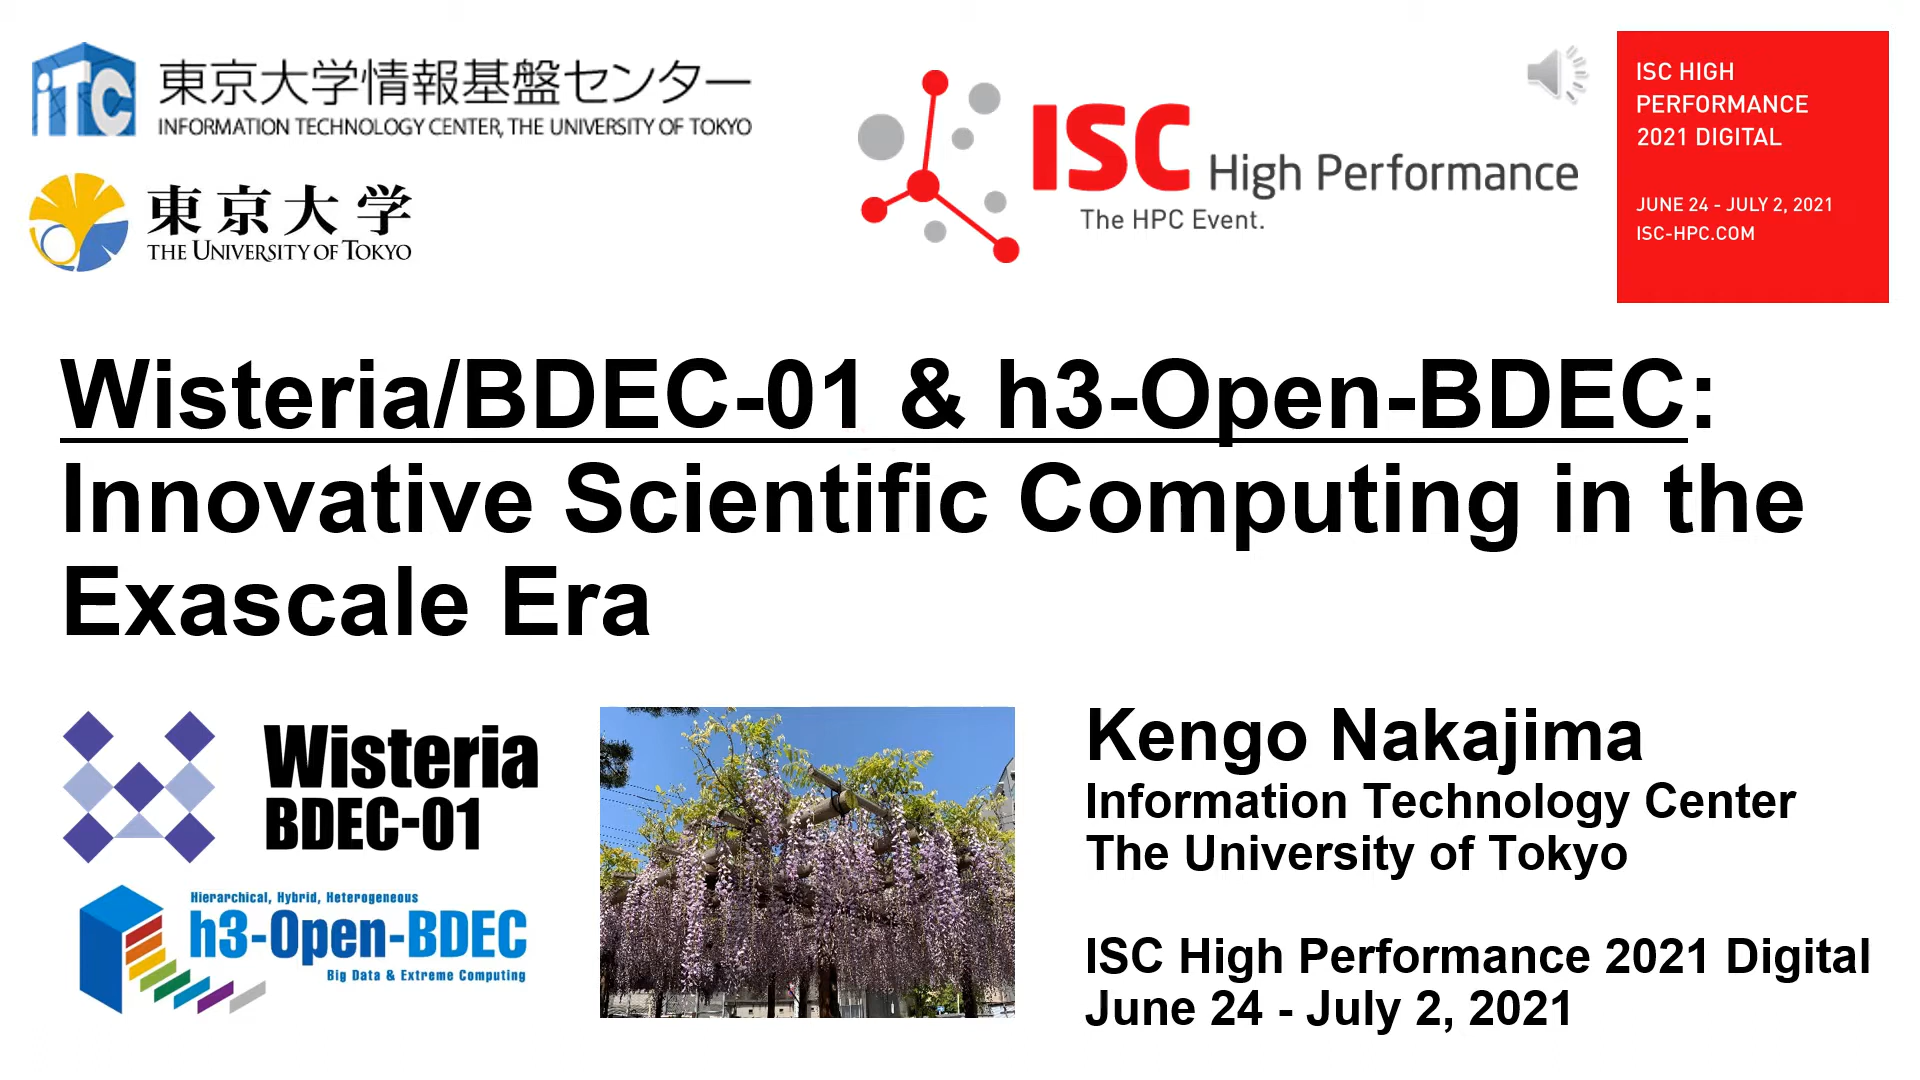 東京大学情報基盤センター
INFORMATION TECHNOLOGY CENTER, THE UNIVERSITY OF TOKYO
iTC
東京大学
THE UNIVERSITY OF TOKYO
ISC High Performance
The HPC Event.
ISC HIGH
PERFORMANCE
2021 DIGITAL
JUNE 24 - JULY 2, 2021
ISC-HPC.COM
Wisteria/BDEC-01 & h3-Open-BDEC:
Innovative Scientific Computing in the
Exascale Era
Wisteria
BDEC-01
Hierarchical, Hybrid, Heterogeneous
h3-Open-BDEC
Big Data & Extreme Computing
Kengo Nakajima
Information Technology Center
The University of Tokyo
ISC High Performance 2021 Digital
June 24 - July 2, 2021